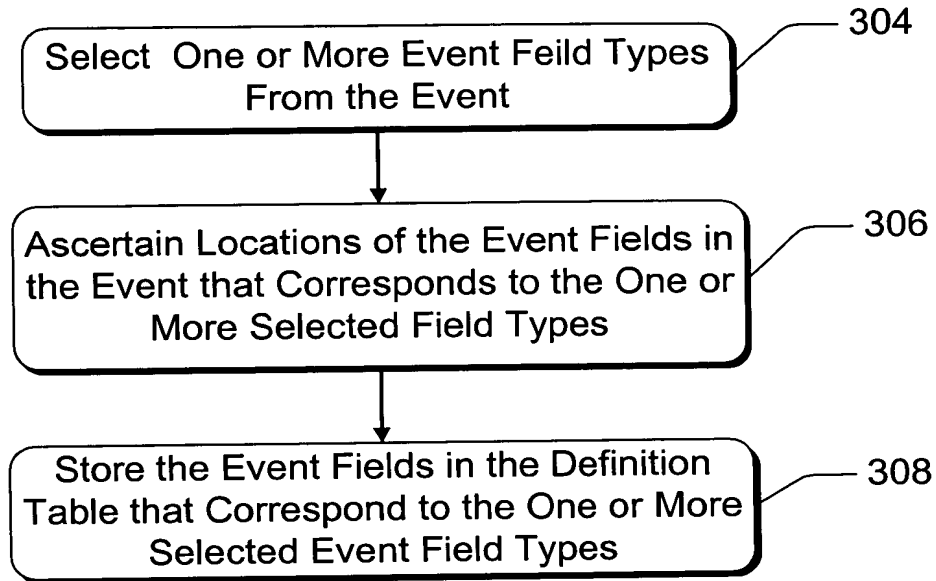 304
Select One or More Event Feild Types
From the Event
306
Ascertain Locations of the Event Fields in
the Event that Corresponds to the One or
More Selected Field Types
308
Store the Event Fields in the Definition
Table that Correspond to the One or More
Selected Event Field Types